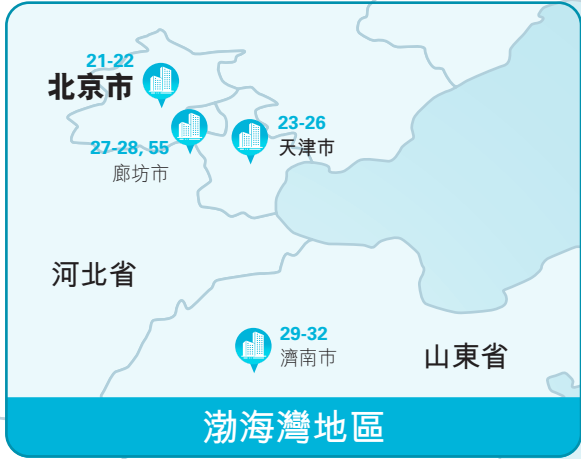 21-22
北京市
23-26
天津市
27-28, 55
廊坊市
河北省
29-32
濟南市
山東省
渤海灣地區